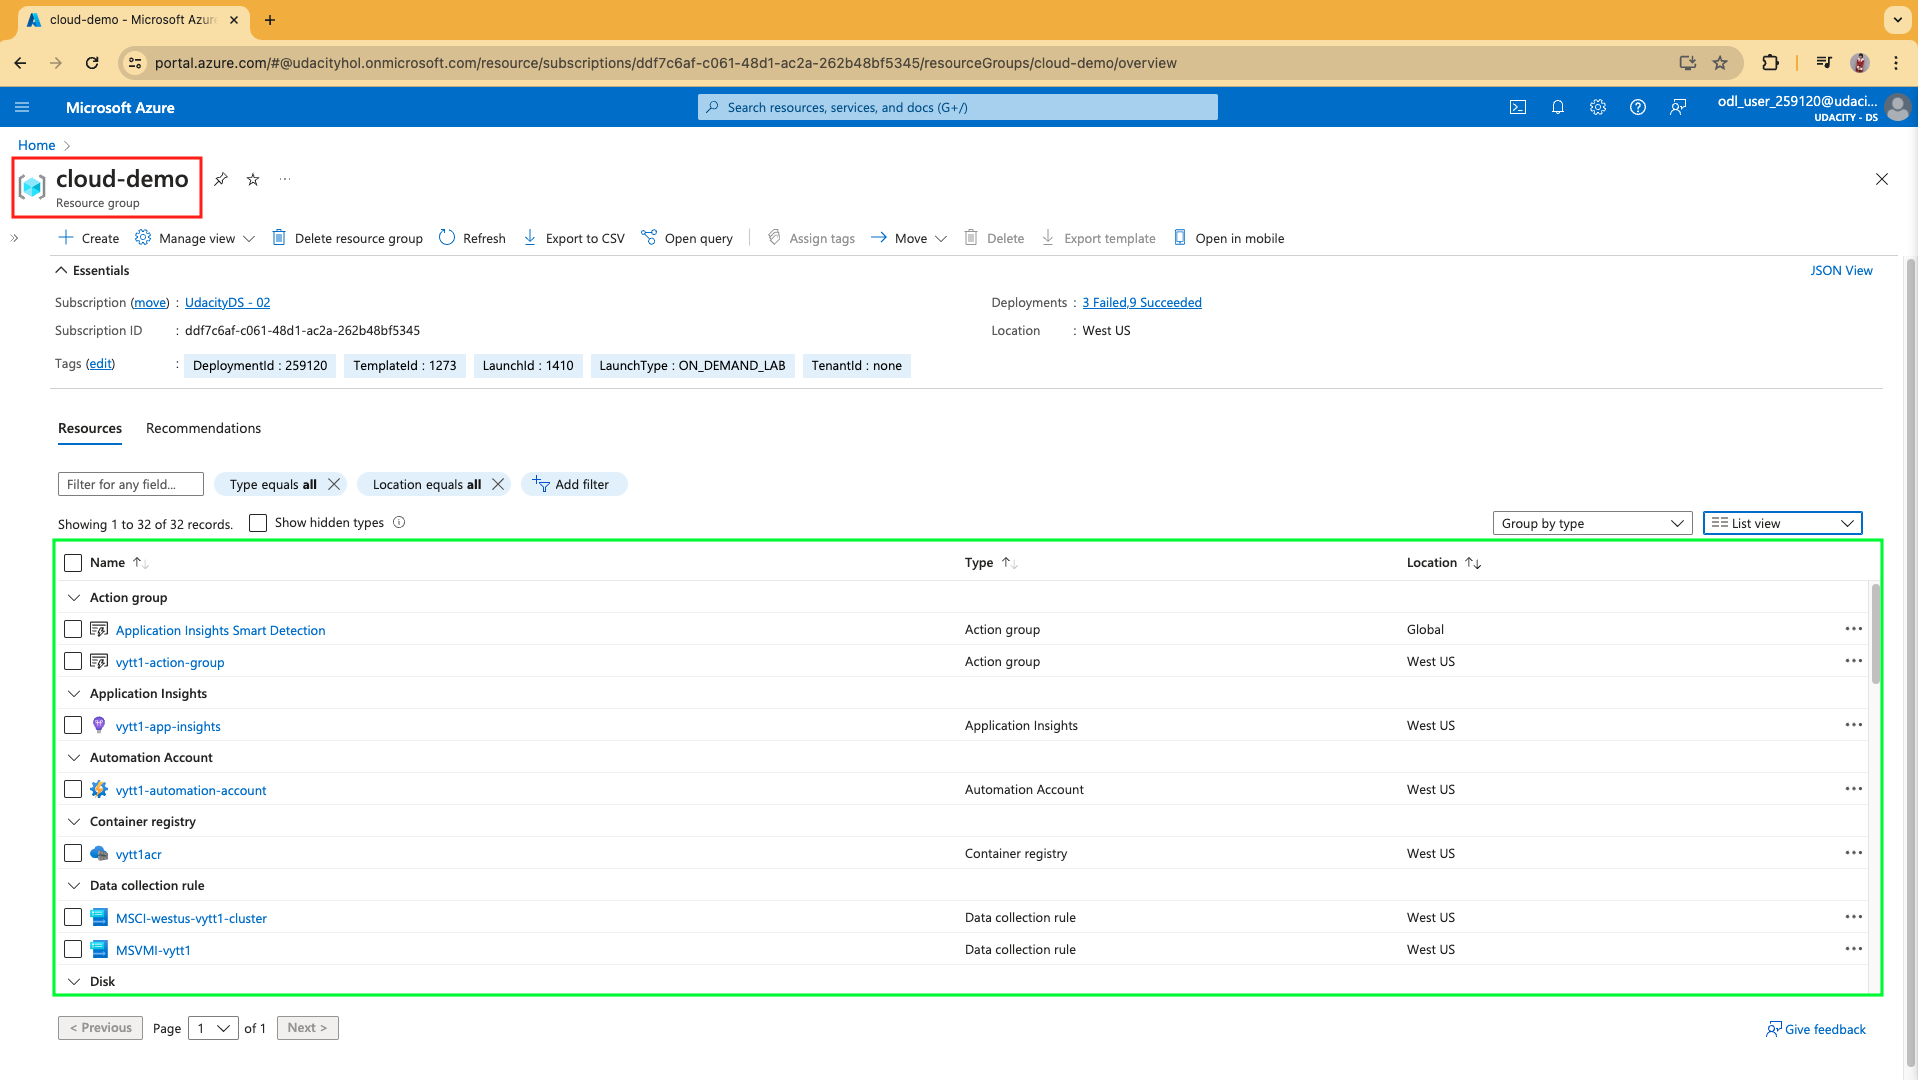 cloud-demo - Microsoft Azure
portal.azure.com/#@udacityhol.onmicrosoft.com/resource/subscriptions/ddf7c6af-c061-48d1-ac2a-262b48bf5345/resourceGroups/cloud-demo/overview
Microsoft Azure
Search resources, services, and docs (G+/)
odl_user_259120@udaci...
UDACITY - DS
Home
cloud-demo
Resource group
Create Manage view Delete resource group Refresh Export to CSV Open query Assign tags Move Delete Export template Open in mobile
Essentials
JSON View
Subscription (move) : UdacityDS - 02
Deployments : 3 Failed,9 Succeeded
Subscription ID : ddf7c6af-c061-48d1-ac2a-262b48bf5345
Location : West US
Tags (edit) : DeploymentId : 259120 TemplateId : 1273 LaunchId : 1410 LaunchType : ON_DEMAND_LAB TenantId : none
Resources Recommendations
Filter for any field... Type equals all Location equals all Add filter
Showing 1 to 32 of 32 records. Show hidden types
Group by type List view
Name Type Location
Action group
Application Insights Smart Detection Action group Global
vytt1-action-group Action group West US
Application Insights
vytt1-app-insights Application Insights West US
Automation Account
vytt1-automation-account Automation Account West US
Container registry
vytt1acr Container registry West US
Data collection rule
MSCI-westus-vytt1-cluster Data collection rule West US
MSVMI-vytt1 Data collection rule West US
Disk
< Previous Page 1 of 1 Next >
Give feedback